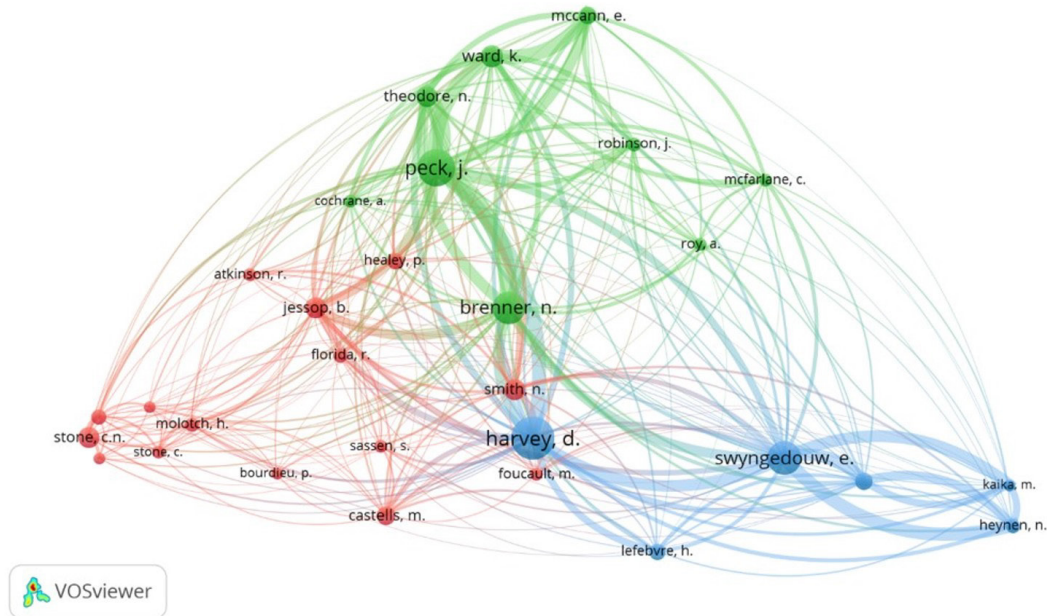 mccann, e.
ward, k.
theodore, n.
robinson, j.
peck, j.
mcfarlane, c.
cochrane, a.
roy, a.
healey, p.
atkinson, r.
jessop, b.
brenner, n.
florida, r.
smith, n.
molotch, h.
stone, c.n.
harvey, d.
sassen, s.
stone, c.
swyngedouw, e.
bourdieu, p.
foucault, m.
kaika, m.
castells, m.
heynen, n.
lefebvre, h.
VOSviewer